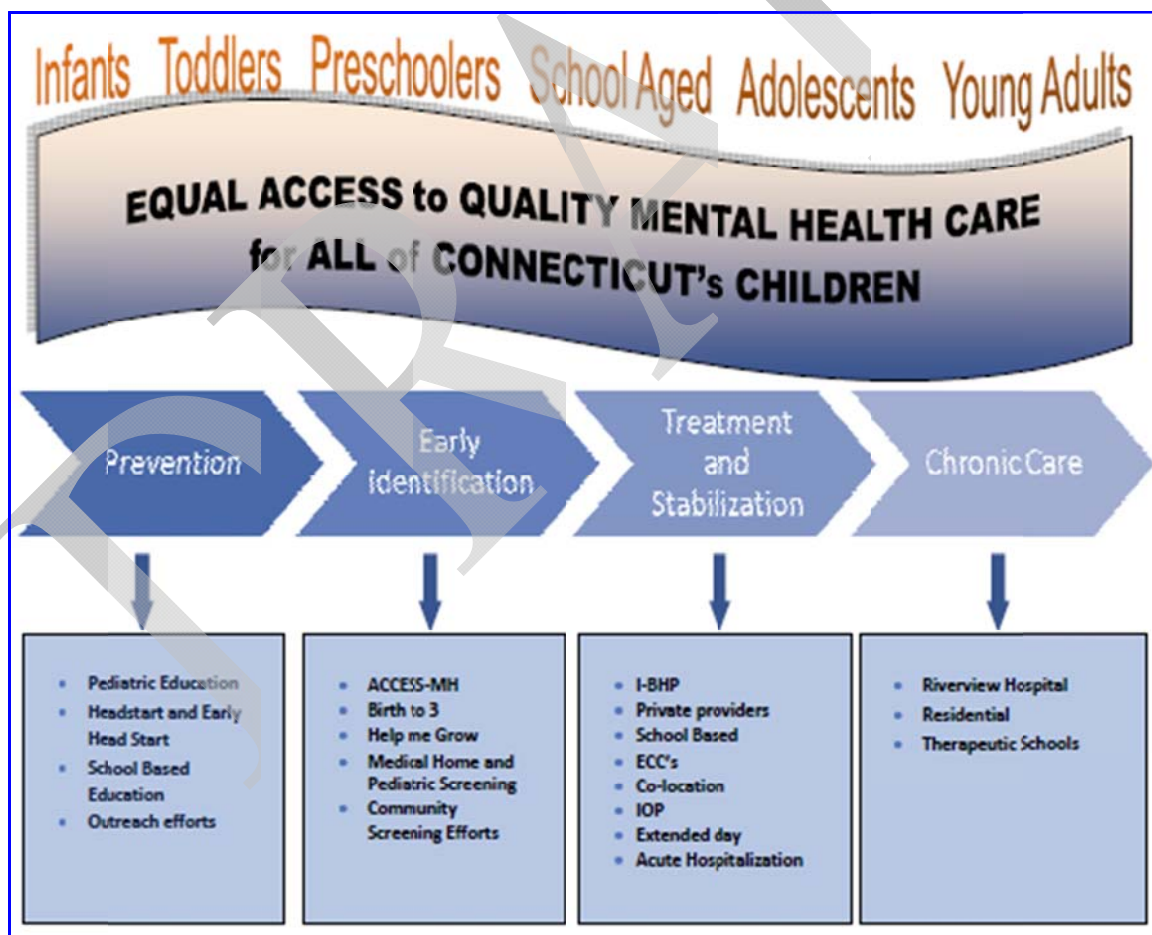 Infants Toddlers Preschoolers School Aged Adolescents Young Adults
EQUAL ACCESS to QUALITY MENTAL HEALTH CARE
for ALL of CONNECTICUT's CHILDREN
Prevention
Early
identification
Treatment
and
Stabilization
Chronic Care
• Pediatric Education
• Headstart and Early
Head Start
• School Based
Education
• Outreach efforts
• ACCESS-MH
• Birth to 3
• Help me Grow
• Medical Home and
Pediatric Screening
• Community
Screening Efforts
• I-BHP
• Private providers
• School Based
• ECC's
• Co-location
• IOP
• Extended day
• Acute Hospitalization
• Riverview Hospital
• Residential
• Therapeutic Schools